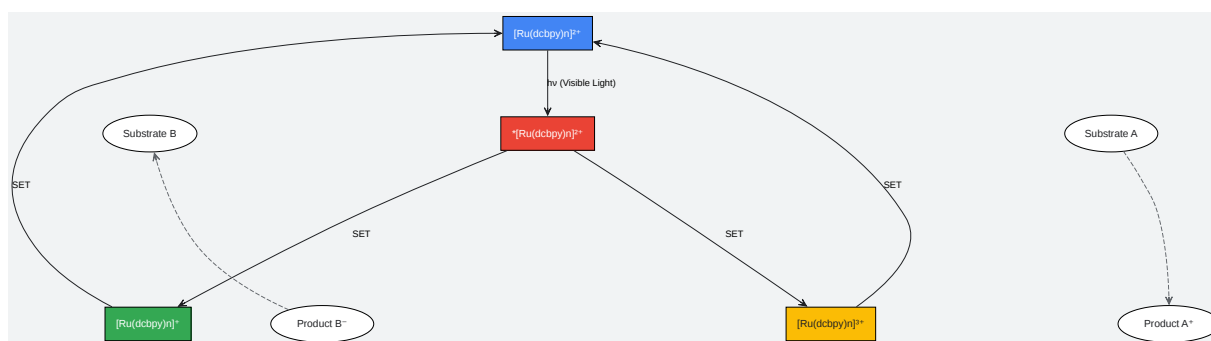 [Ru(dcbpy)n]²⁺
hν (Visible Light)
Substrate B
*[Ru(dcbpy)n]²⁺
Substrate A
SET
SET
SET
SET
[Ru(dcbpy)n]⁺
Product B⁻
[Ru(dcbpy)n]³⁺
Product A⁺